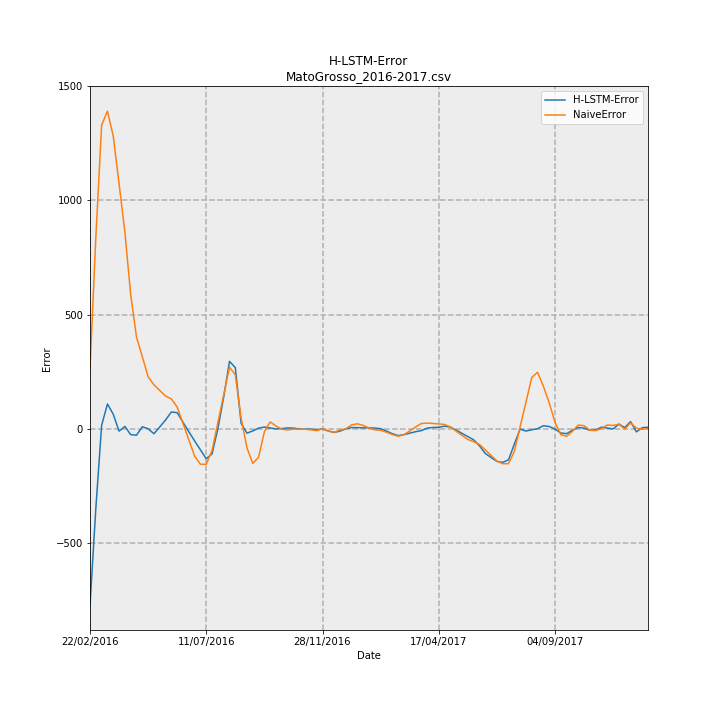 H-LSTM-Error
MatoGrosso_2016-2017.csv
1500
1000
500
0
−500
Error
H-LSTM-Error
NaiveError
22/02/2016
11/07/2016
28/11/2016
17/04/2017
04/09/2017
Date